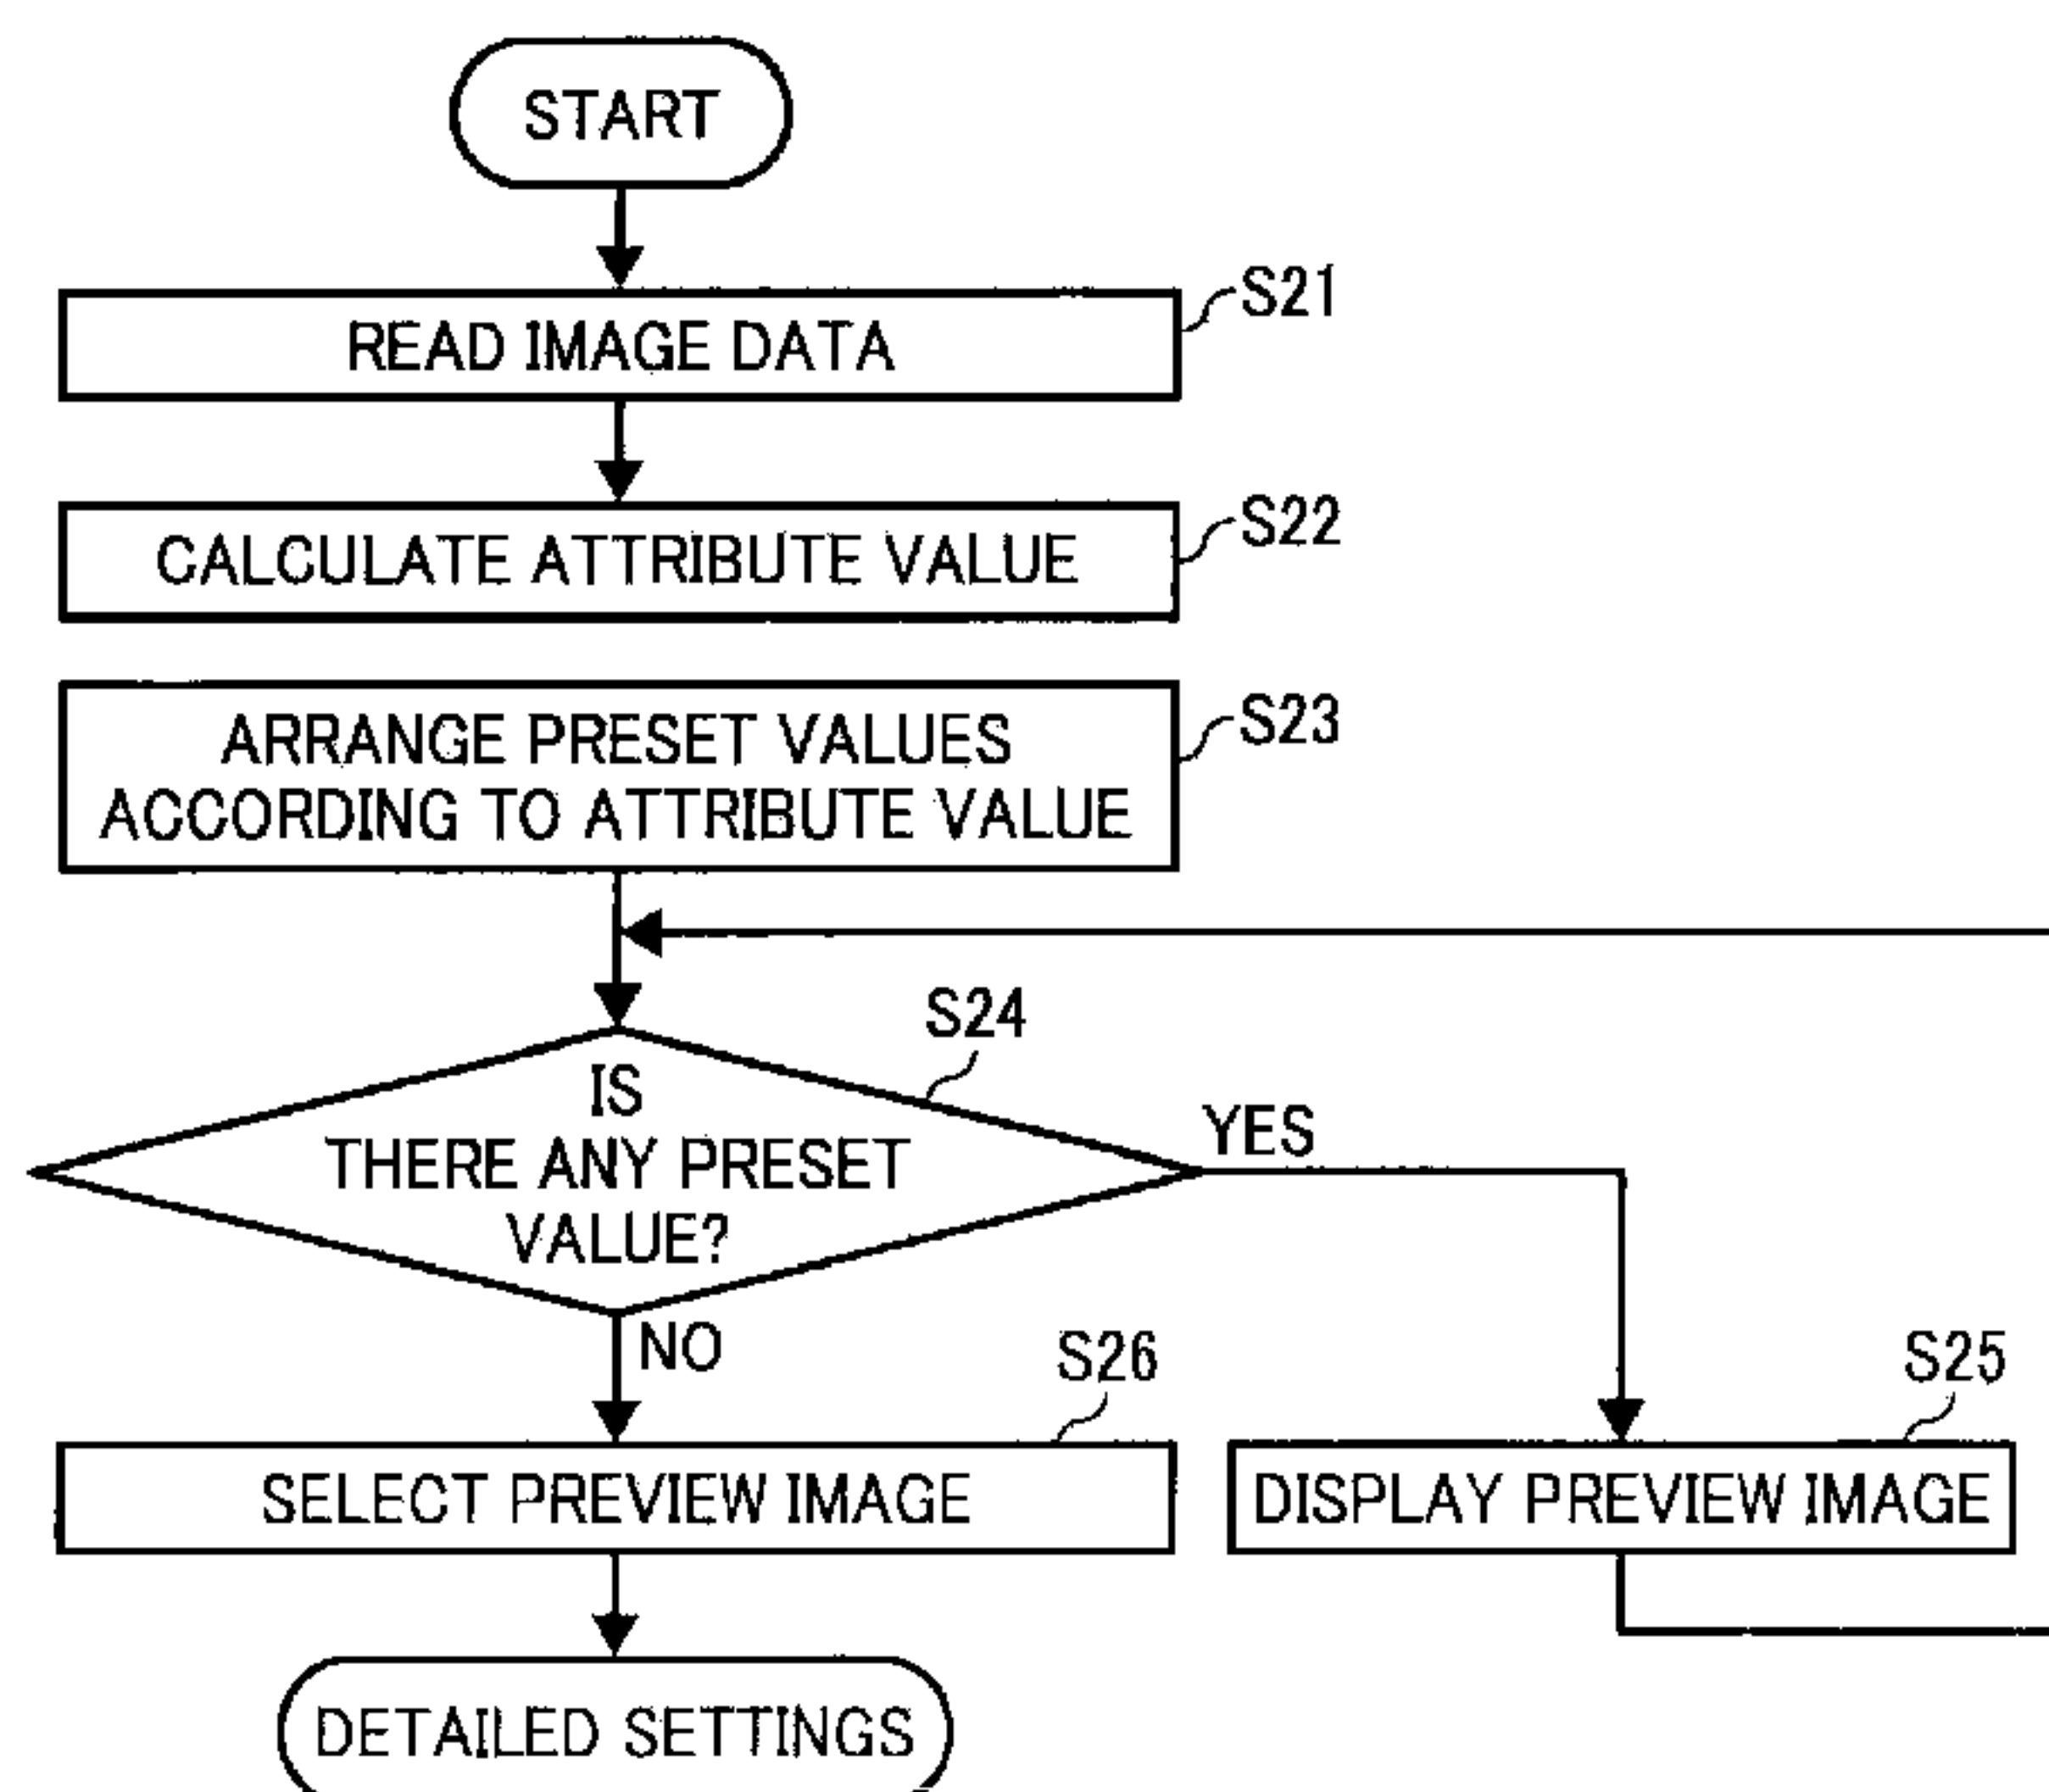 START
READ IMAGE DATA
S21
CALCULATE ATTRIBUTE VALUE
S22
ARRANGE PRESET VALUES
ACCORDING TO ATTRIBUTE VALUE
S23
IS
THERE ANY PRESET
VALUE?
S24
YES
NO
S26
S25
SELECT PREVIEW IMAGE
DISPLAY PREVIEW IMAGE
DETAILED SETTINGS